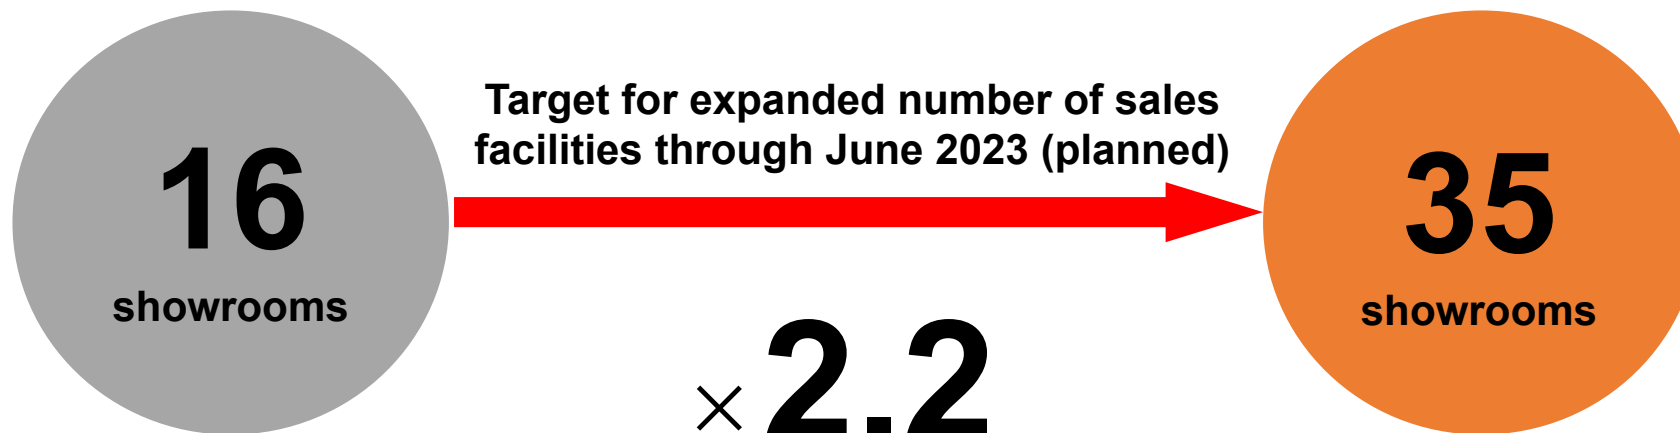 Target for expanded number of sales
facilities through June 2023 (planned)
16
showrooms
35
showrooms
×2.2